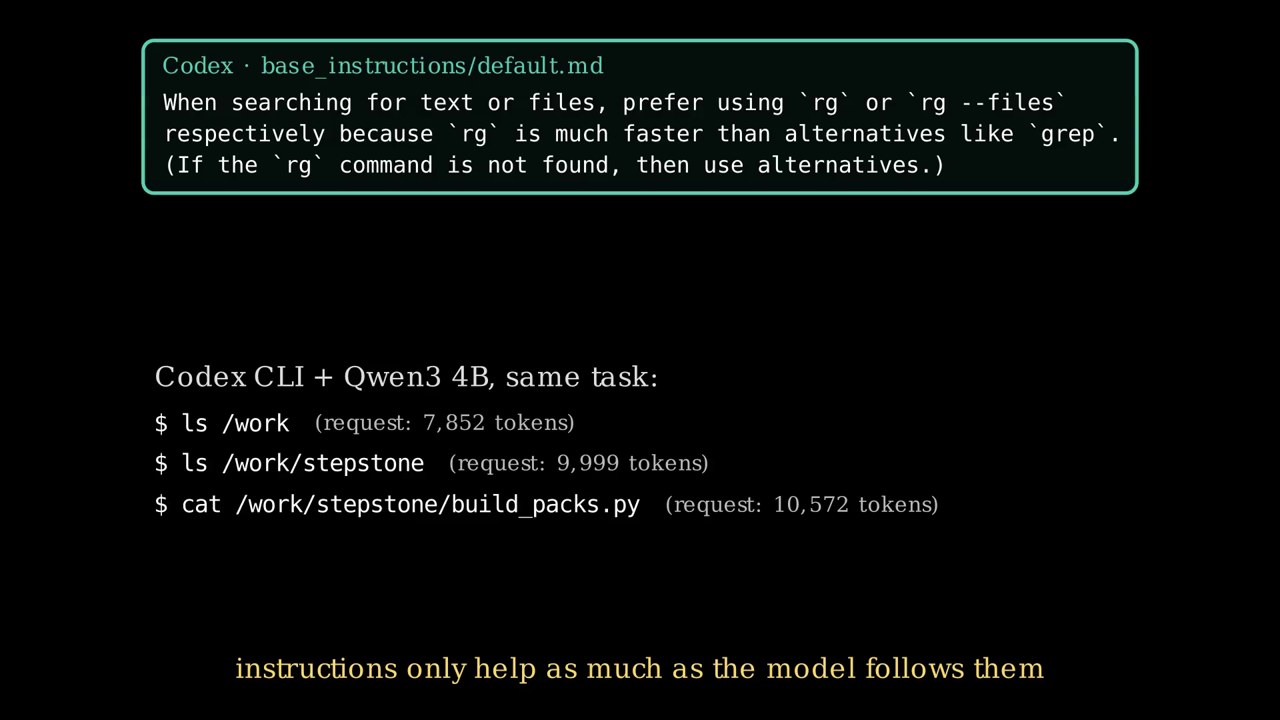 Codex · base_instructions/default.md
When searching for text or files, prefer using `rg` or `rg --files`
respectively because `rg` is much faster than alternatives like `grep`.
(If the `rg` command is not found, then use alternatives.)
Codex CLI + Qwen3 4B, same task:
$ ls /work (request: 7,852 tokens)
$ ls /work/stepstone (request: 9,999 tokens)
$ cat /work/stepstone/build_packs.py (request: 10,572 tokens)
instructions only help as much as the model follows them